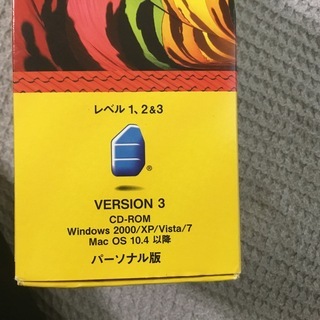 レベル 1、2&3
®
VERSION 3
CD-ROM
Windows 2000/XP/Vista/7
Mac OS 10.4 以降
パーソナル版